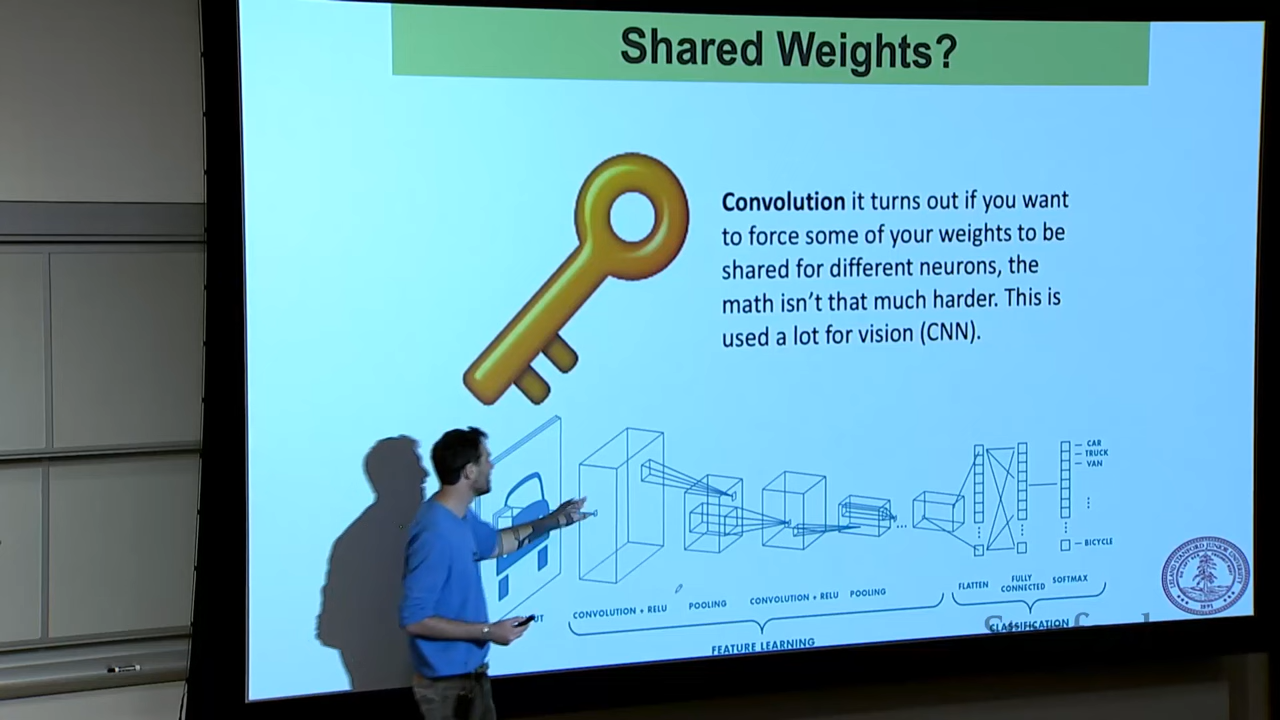 Shared Weights?
Convolution it turns out if you want
to force some of your weights to be
shared for different neurons, the
math isn't that much harder. This is
used a lot for vision (CNN).
CAR
TRUCK
VAN
BICYCLE
CONVOLUTION + RELU
POOLING
CONVOLUTION + RELU
POOLING
FLATTEN
FULLY
CONNECTED
SOFTMAX
FEATURE LEARNING
CLASSIFICATION